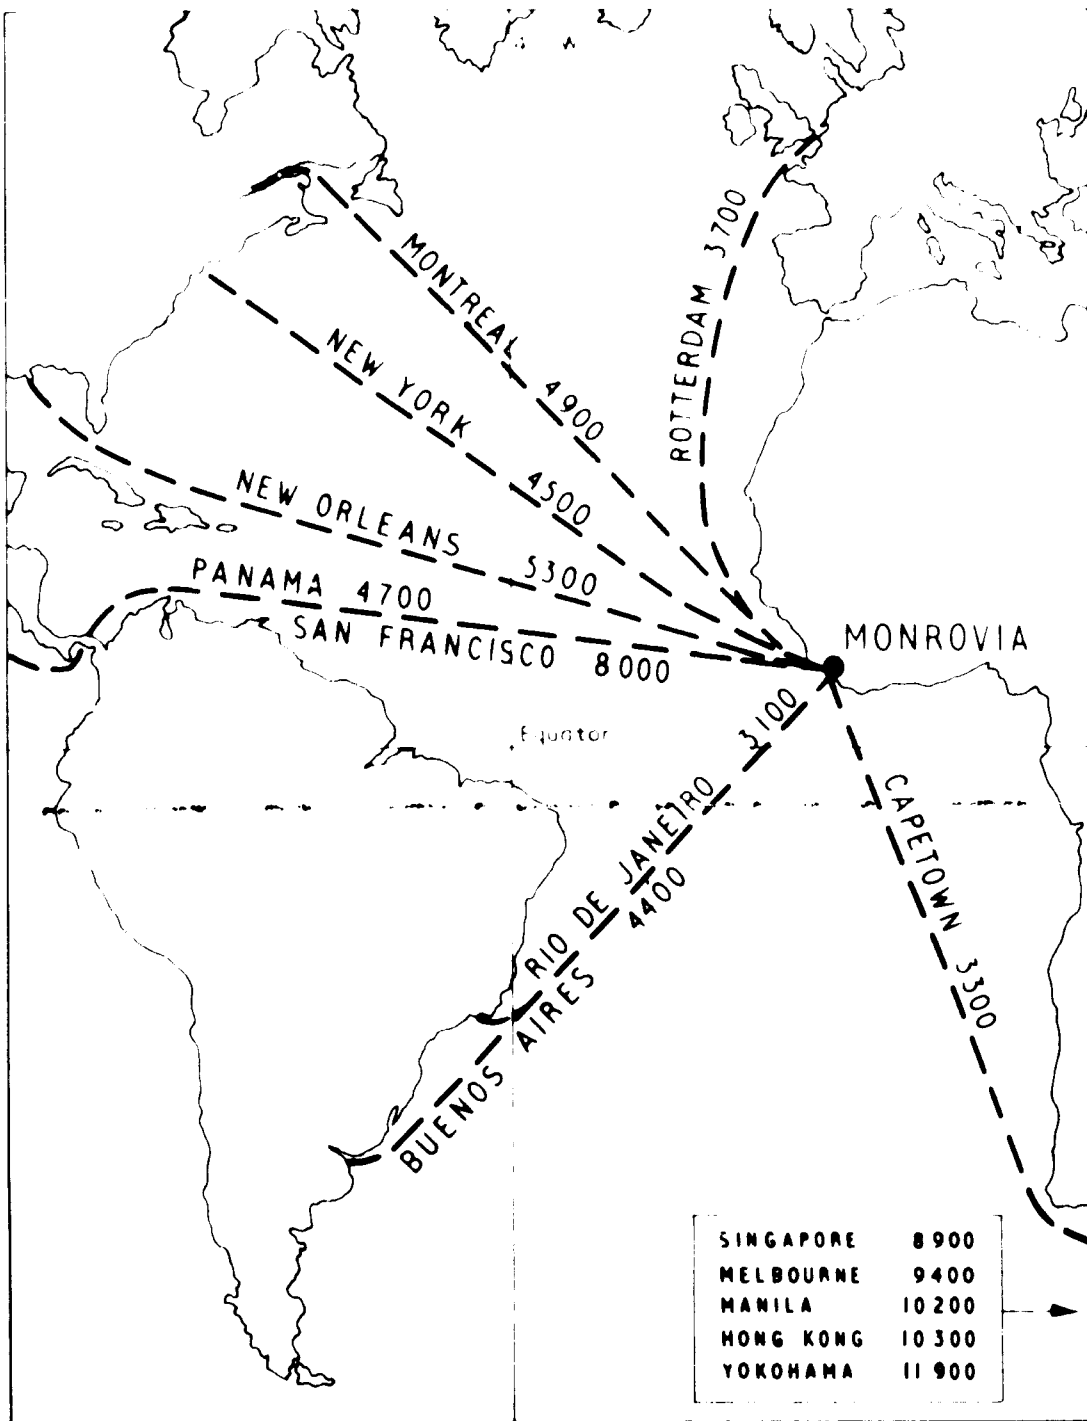 MONTREAL 4900
ROTTERDAM 3700
NEW YORK 4500
NEW ORLEANS 5300
PANAMA 4700
SAN FRANCISCO 8000
MONROVIA
Equator
RIO DE JANEIRO 3100
BUENOS AIRES 4400
CAPETOWN 3300
SINGAPORE 8900
MELBOURNE 9400
MANILA 10200
HONG KONG 10300
YOKOHAMA 11900